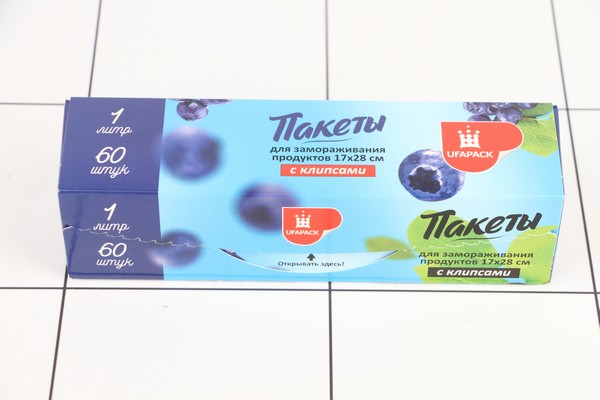 1
литр
60
штук
Пакеты
для замораживания
продуктов 17х28 см
с клипсами
UFAPACK
1
литр
60
штук
UFAPACK
Открывать здесь!
Пакеты
для замораживания
продуктов 17х28 см
с клипсами